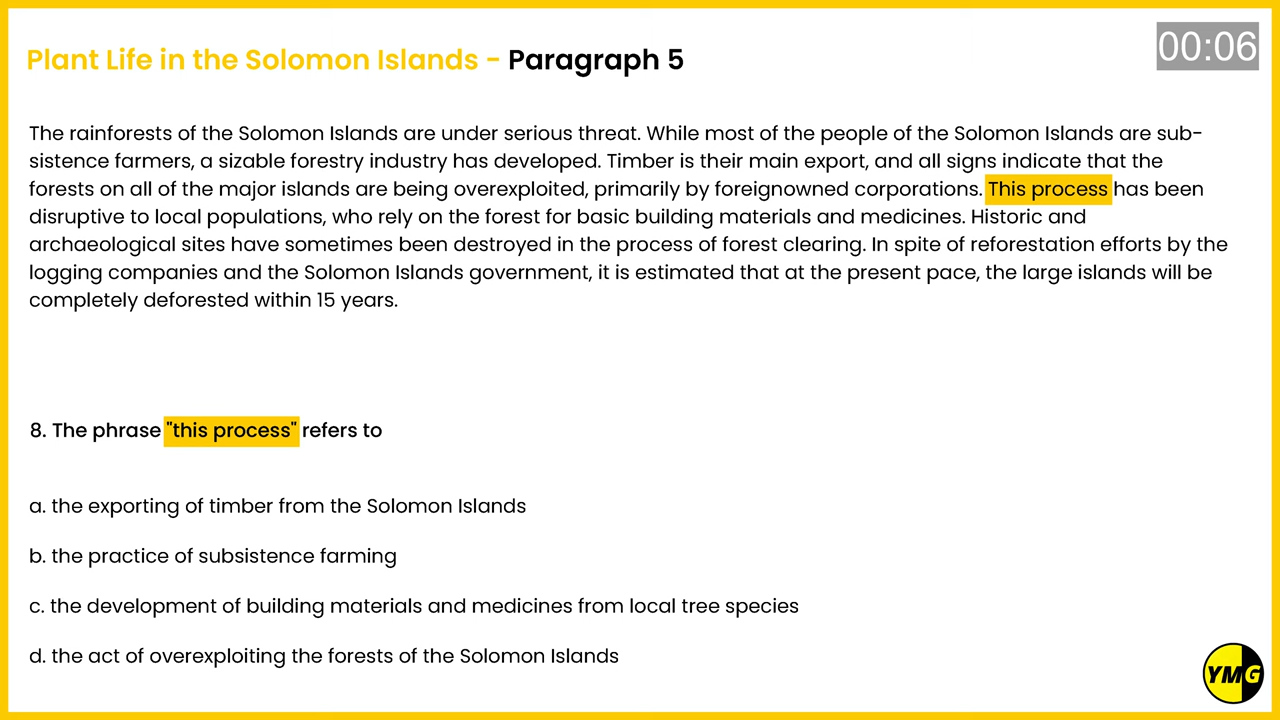 Plant Life in the Solomon Islands - Paragraph 5
00:06
The rainforests of the Solomon Islands are under serious threat. While most of the people of the Solomon Islands are sub-
sistence farmers, a sizable forestry industry has developed. Timber is their main export, and all signs indicate that the
forests on all of the major islands are being overexploited, primarily by foreignowned corporations. This process has been
disruptive to local populations, who rely on the forest for basic building materials and medicines. Historic and
archaeological sites have sometimes been destroyed in the process of forest clearing. In spite of reforestation efforts by the
logging companies and the Solomon Islands government, it is estimated that at the present pace, the large islands will be
completely deforested within 15 years.
8. The phrase "this process" refers to
a. the exporting of timber from the Solomon Islands
b. the practice of subsistence farming
c. the development of building materials and medicines from local tree species
d. the act of overexploiting the forests of the Solomon Islands
YMG